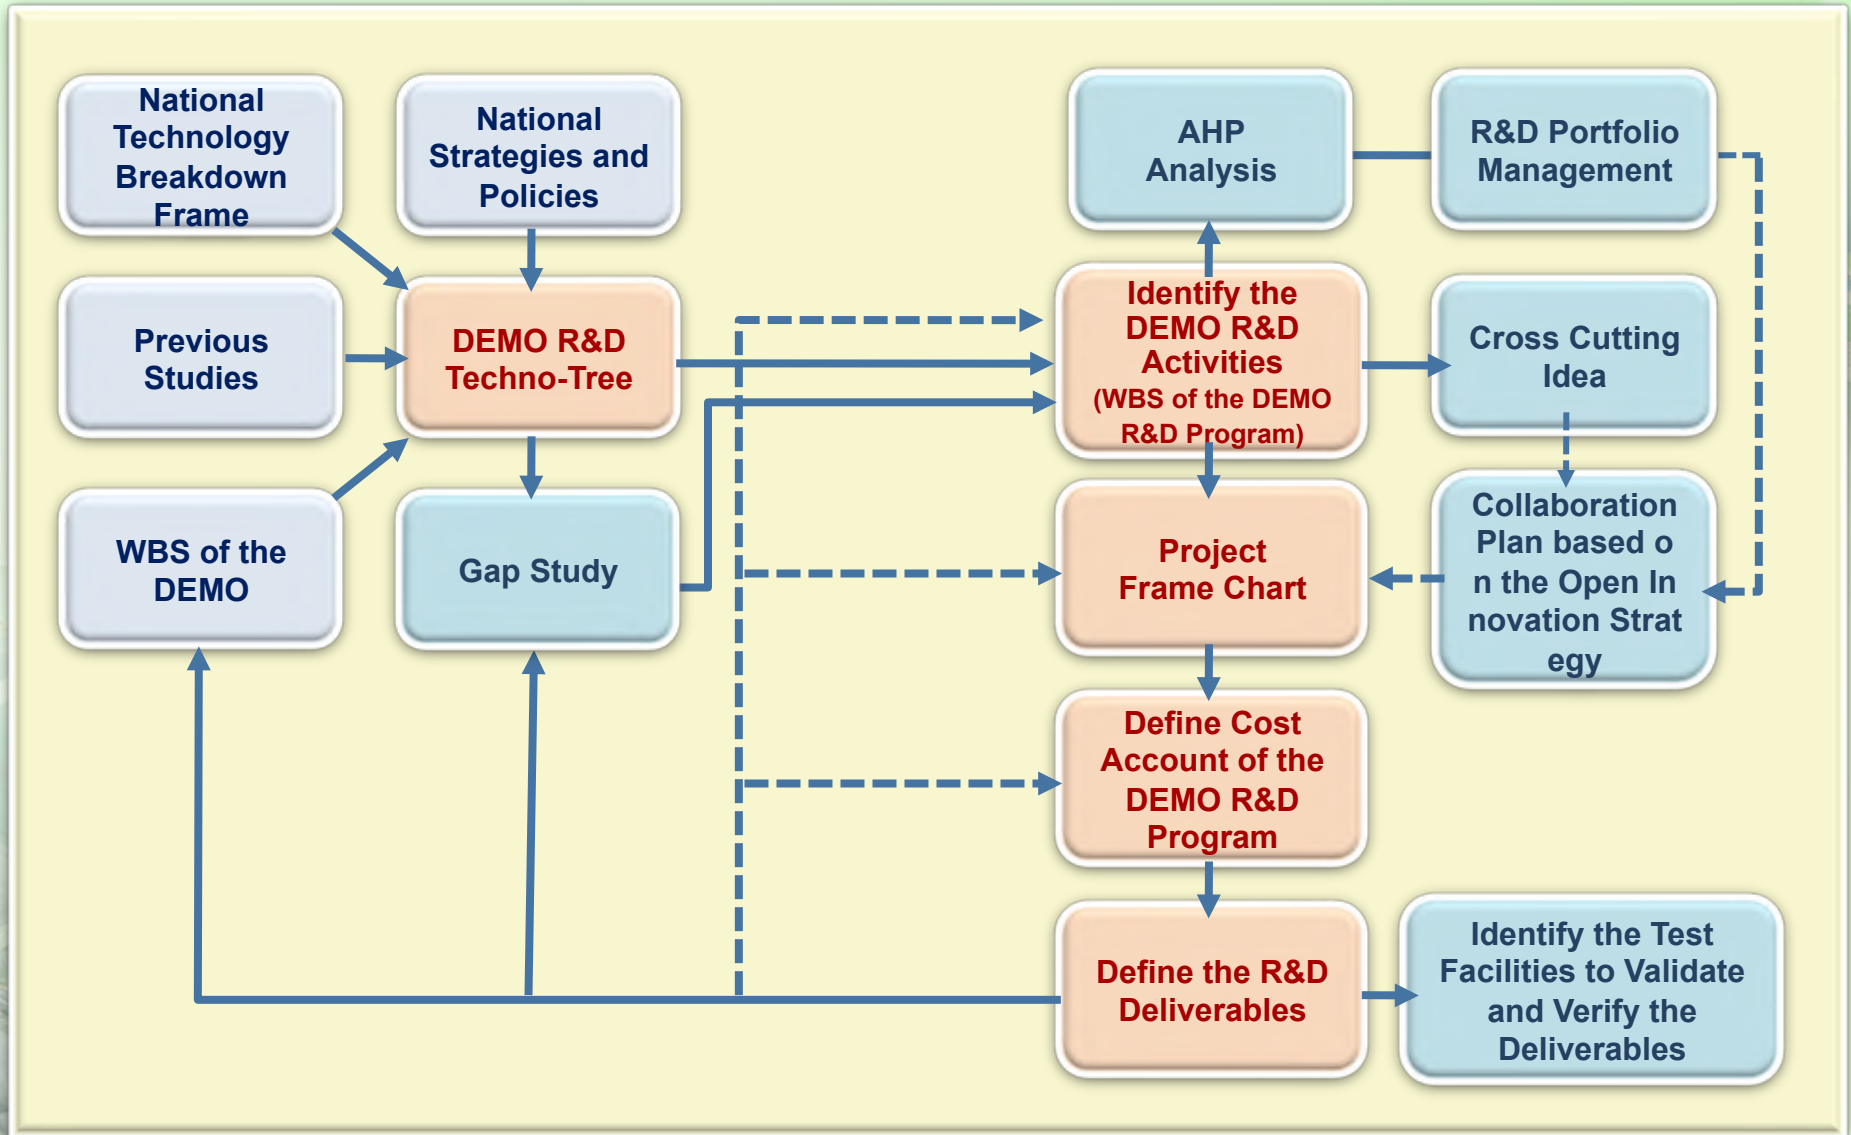 National
Technology
Breakdown
Frame
National
Strategies and
Policies
AHP
Analysis
R&D Portfolio
Management
Previous
Studies
DEMO R&D
Techno-Tree
Identify the
DEMO R&D
Activities
(WBS of the DEMO
R&D Program)
Cross Cutting
Idea
WBS of the
DEMO
Gap Study
Project
Frame Chart
Collaboration
Plan based o
n the Open In
novation Strat
egy
Define Cost
Account of the
DEMO R&D
Program
Define the R&D
Deliverables
Identify the Test
Facilities to Validate
and Verify the
Deliverables